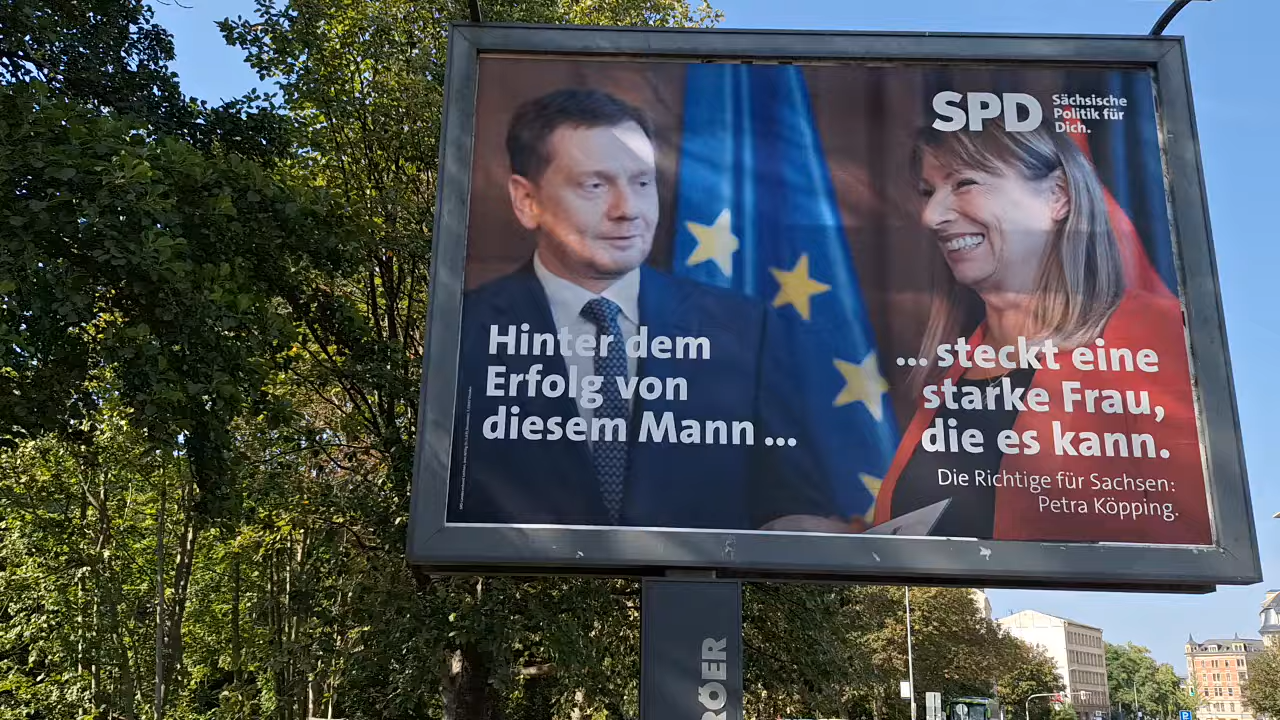 SPD
Sächsische
Politik für
Dich.
Hinter dem
Erfolg von
diesem Mann ...
... steckt eine
starke Frau,
die es kann.
Die Richtige für Sachsen:
Petra Köpping.
RÖER